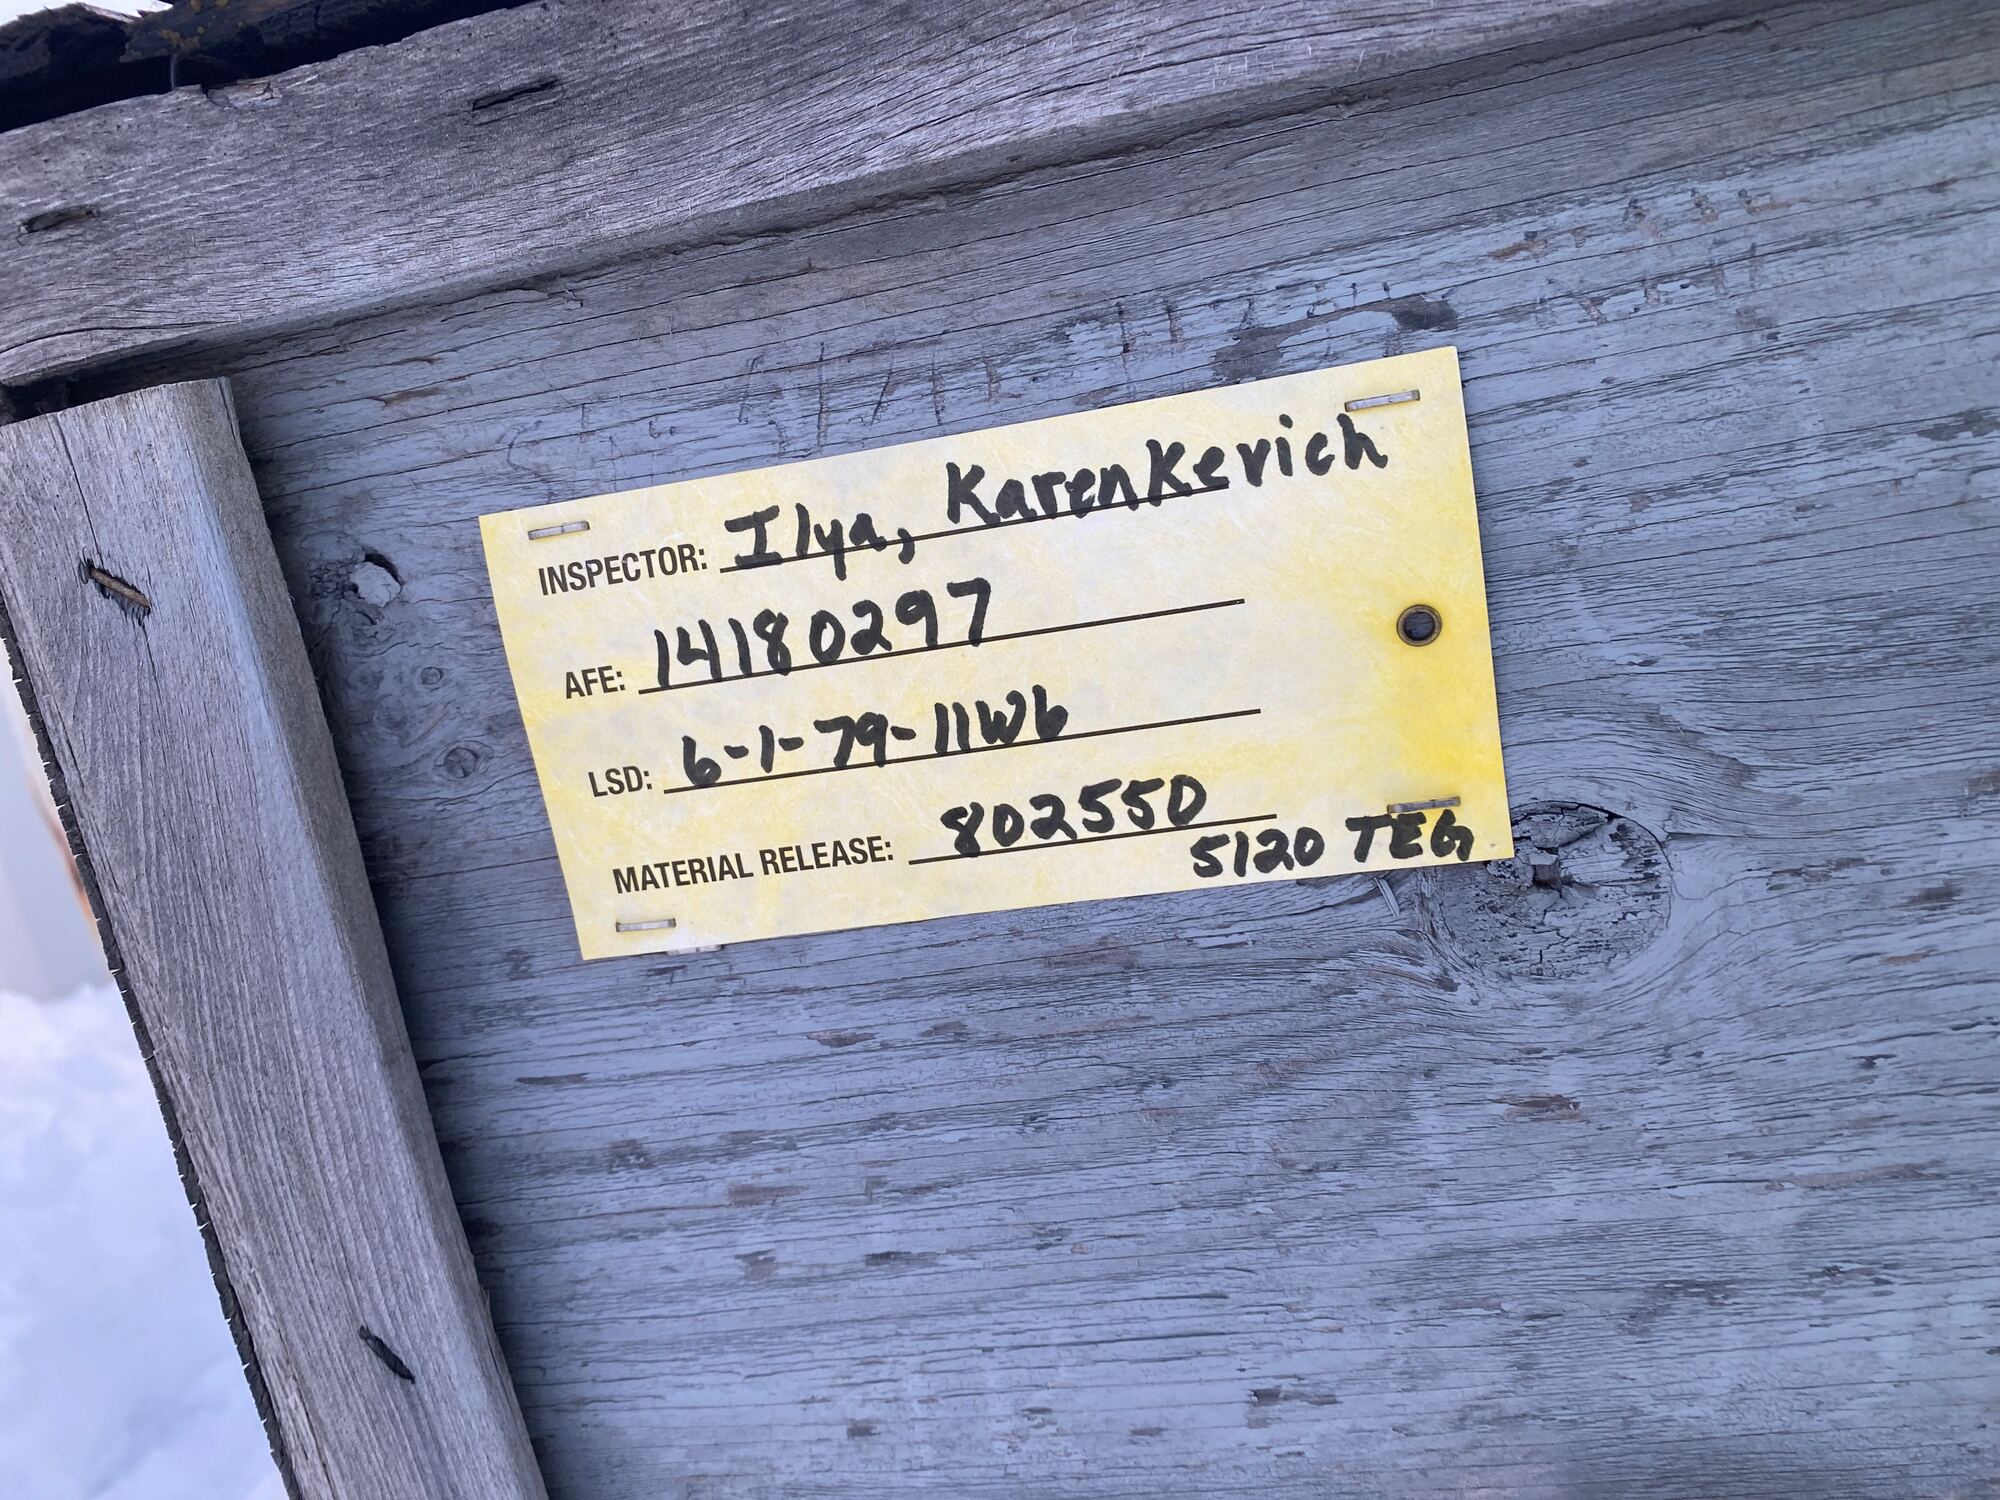 INSPECTOR: Ilya, Karenkevich
AFE: 14180297
LSD: 6-1-79-11W6
MATERIAL RELEASE: 802550
5120 TEG